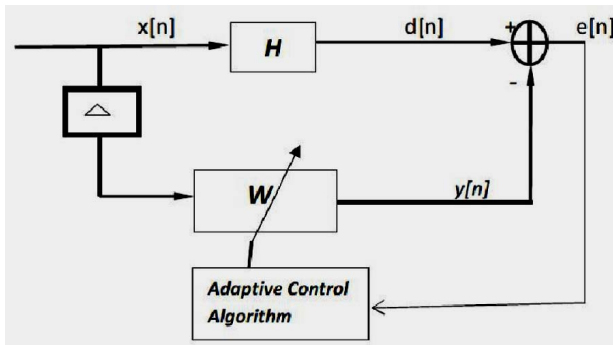 x[n]
H
d[n]
+
e[n]
△
-
W
y[n]
Adaptive Control
Algorithm